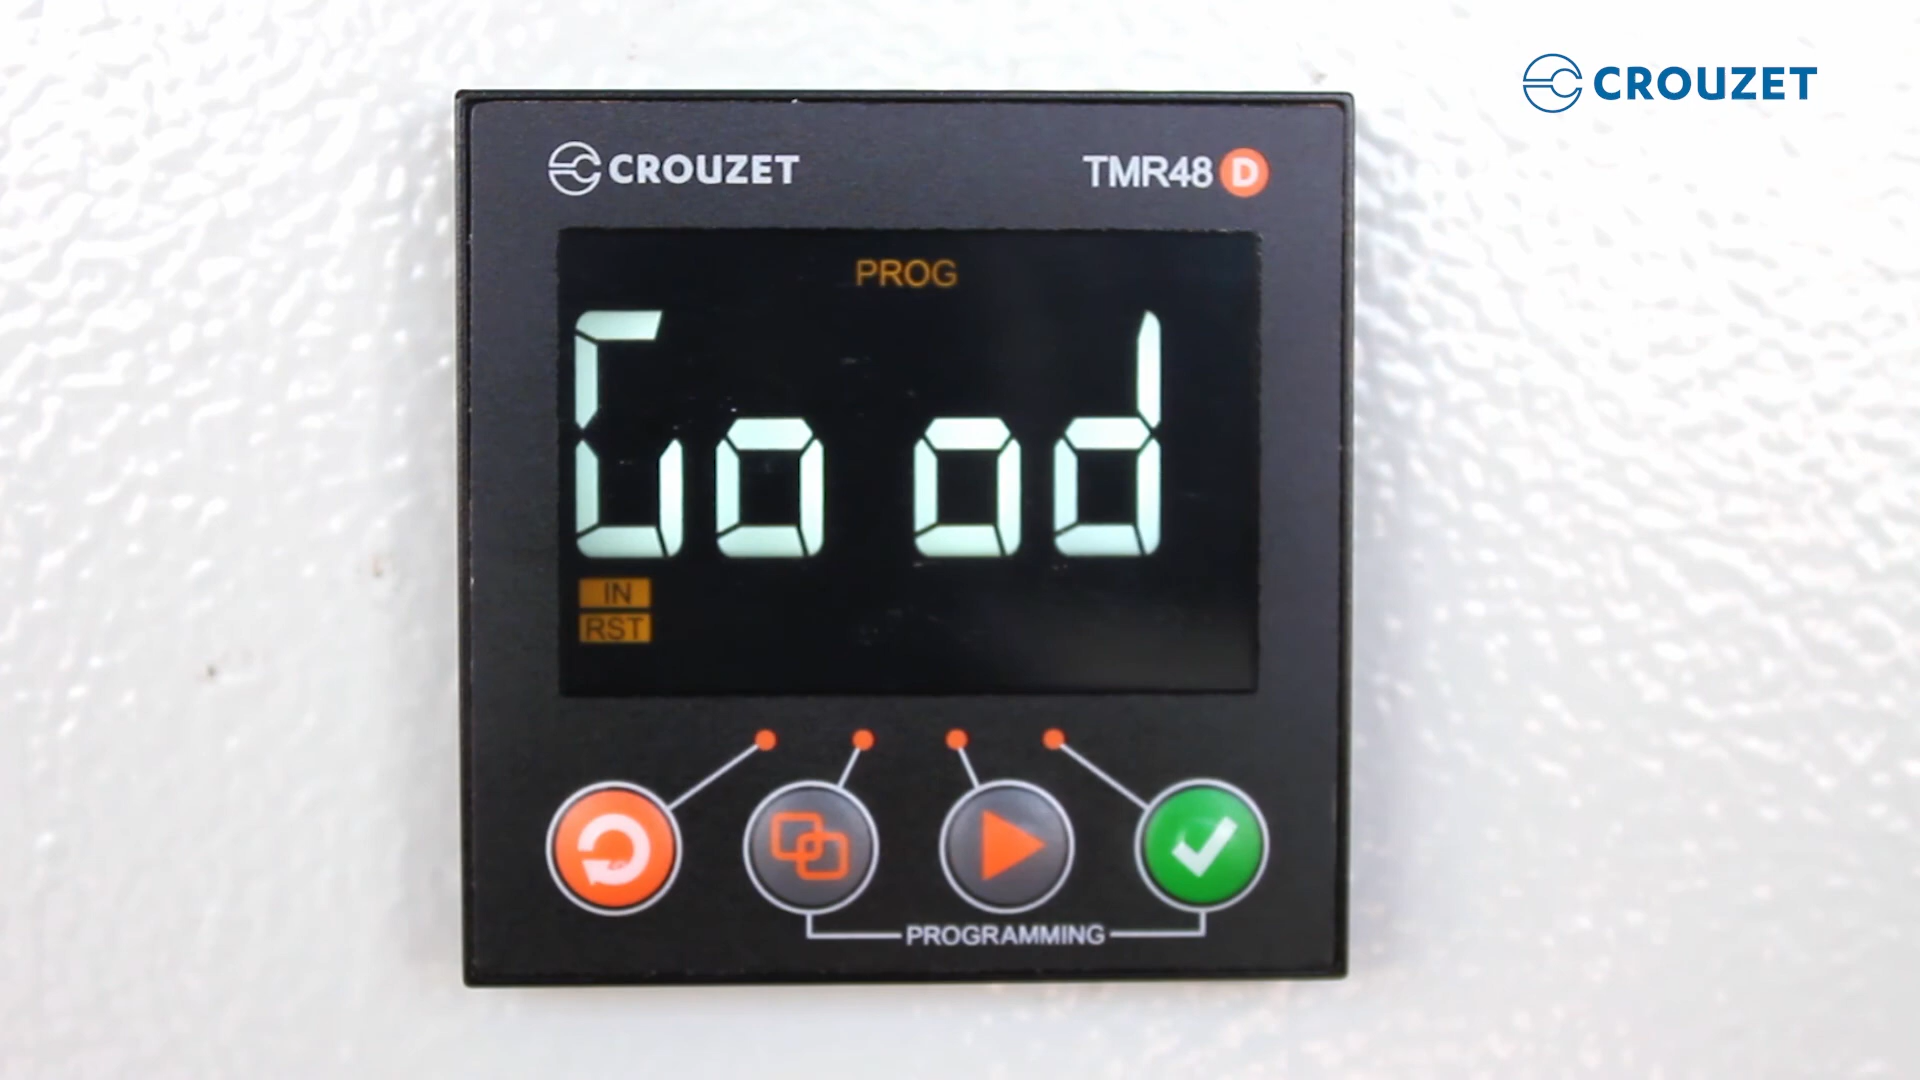 CROUZET
CROUZET TMR48 D
PROG
Good
IN
RST
PROGRAMMING